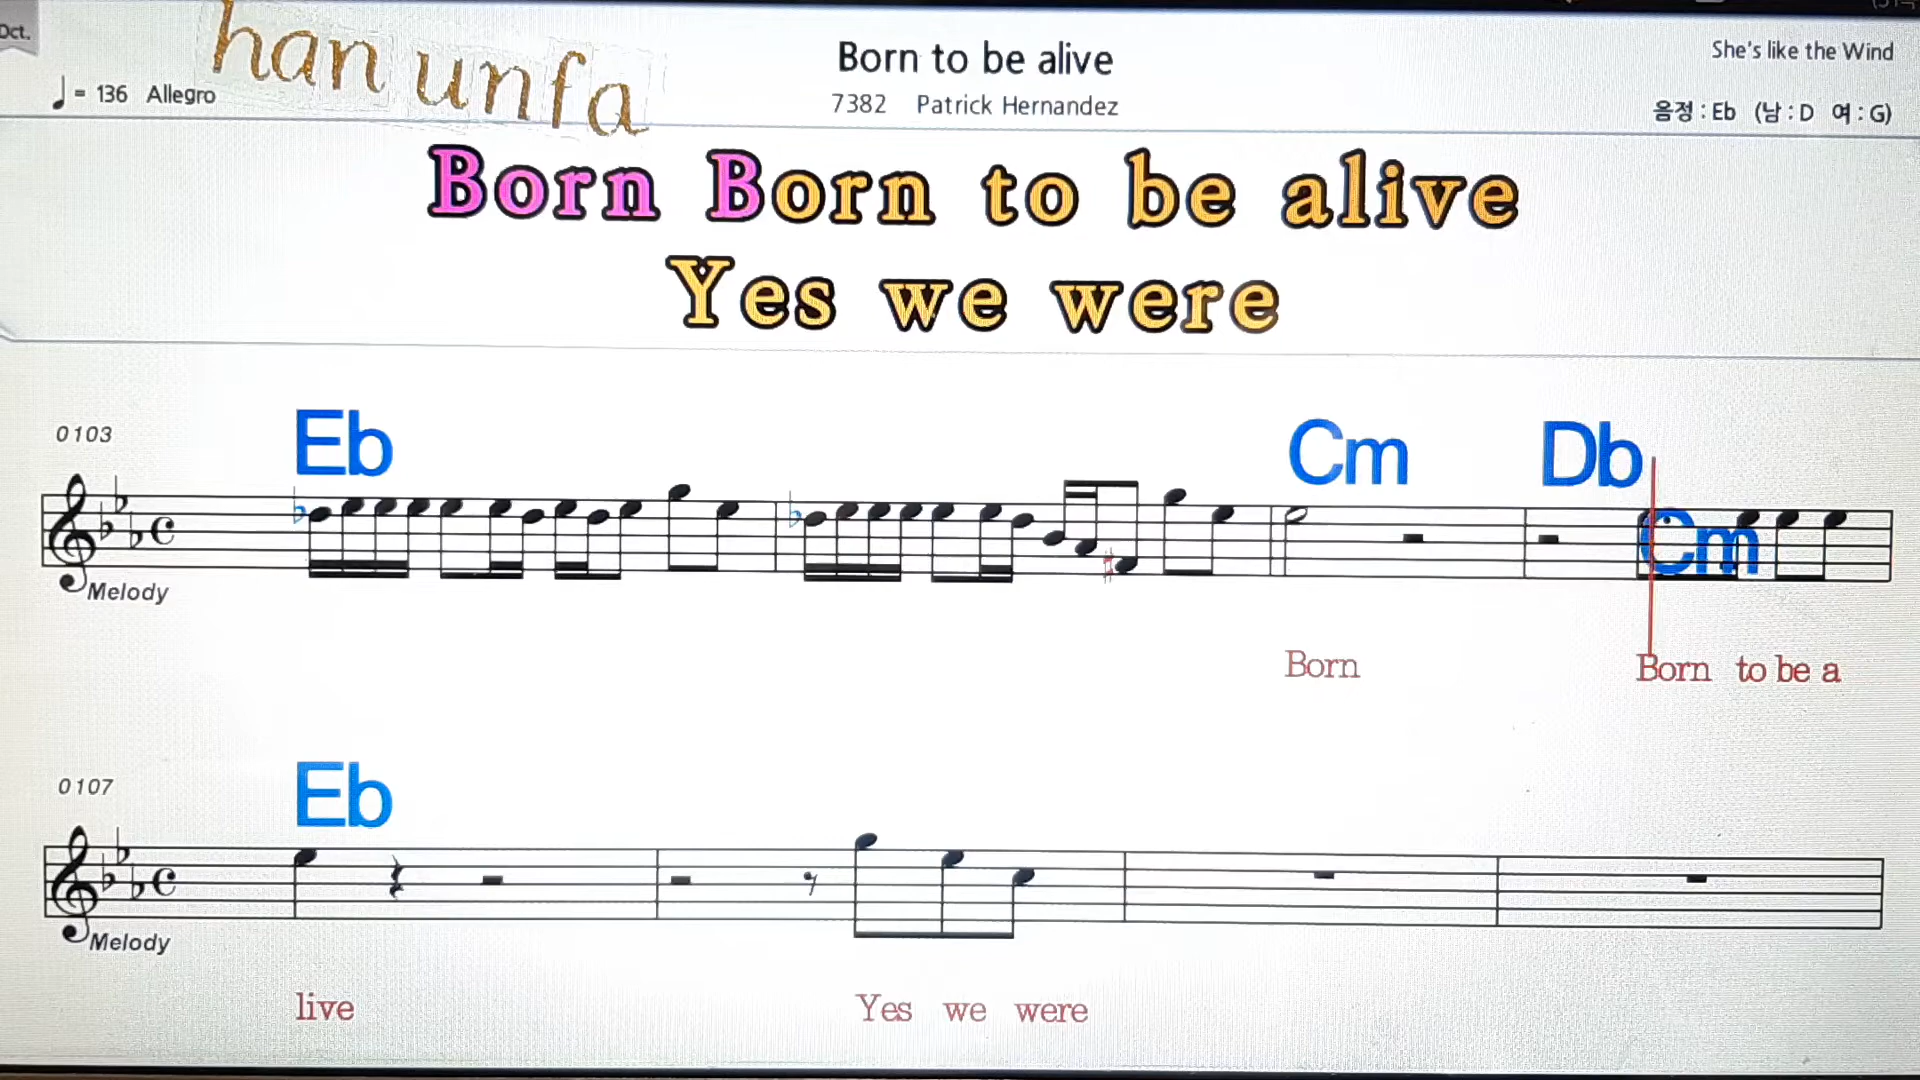 Oct.
han unfa
Born to be alive
She's like the Wind
= 136 Allegro
7382 Patrick Hernandez
음정 : Eb (남 : D 여 : G)
Born Born to be alive
Yes we were
0103
Eb Cm Db
Cm
Melody
Born Born to be a
0107
Eb
Melody
live Yes we were